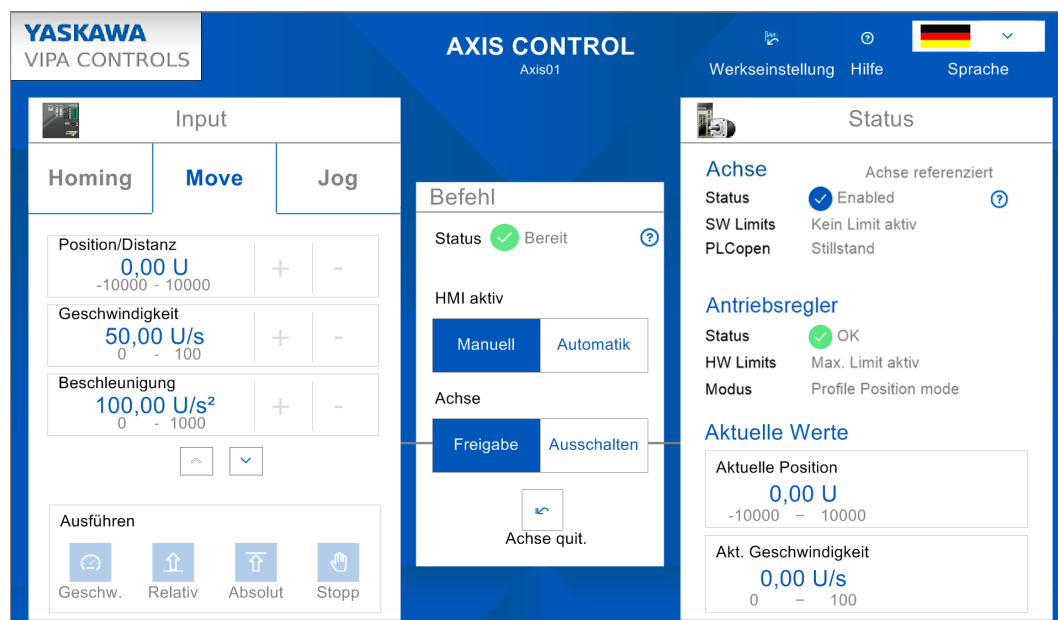 YASKAWA
VIPA CONTROLS
AXIS CONTROL
Axis01
Werkseinstellung Hilfe Sprache
Input
Homing Move Jog
Position/Distanz
0,00 U + -
-10000 - 10000
Geschwindigkeit
50,00 U/s + -
0 - 100
Beschleunigung
100,00 U/s² + -
0 - 1000
Ausführen
Geschw. Relativ Absolut Stopp
Befehl
Status Bereit ?
HMI aktiv
Manuell Automatik
Achse
Freigabe Ausschalten
Achse quit.
Status
Achse Achse referenziert
Status Enabled ?
SW Limits Kein Limit aktiv
PLCopen Stillstand
Antriebsregler
Status OK
HW Limits Max. Limit aktiv
Modus Profile Position mode
Aktuelle Werte
Aktuelle Position
0,00 U
-10000 – 10000
Akt. Geschwindigkeit
0,00 U/s
0 – 100